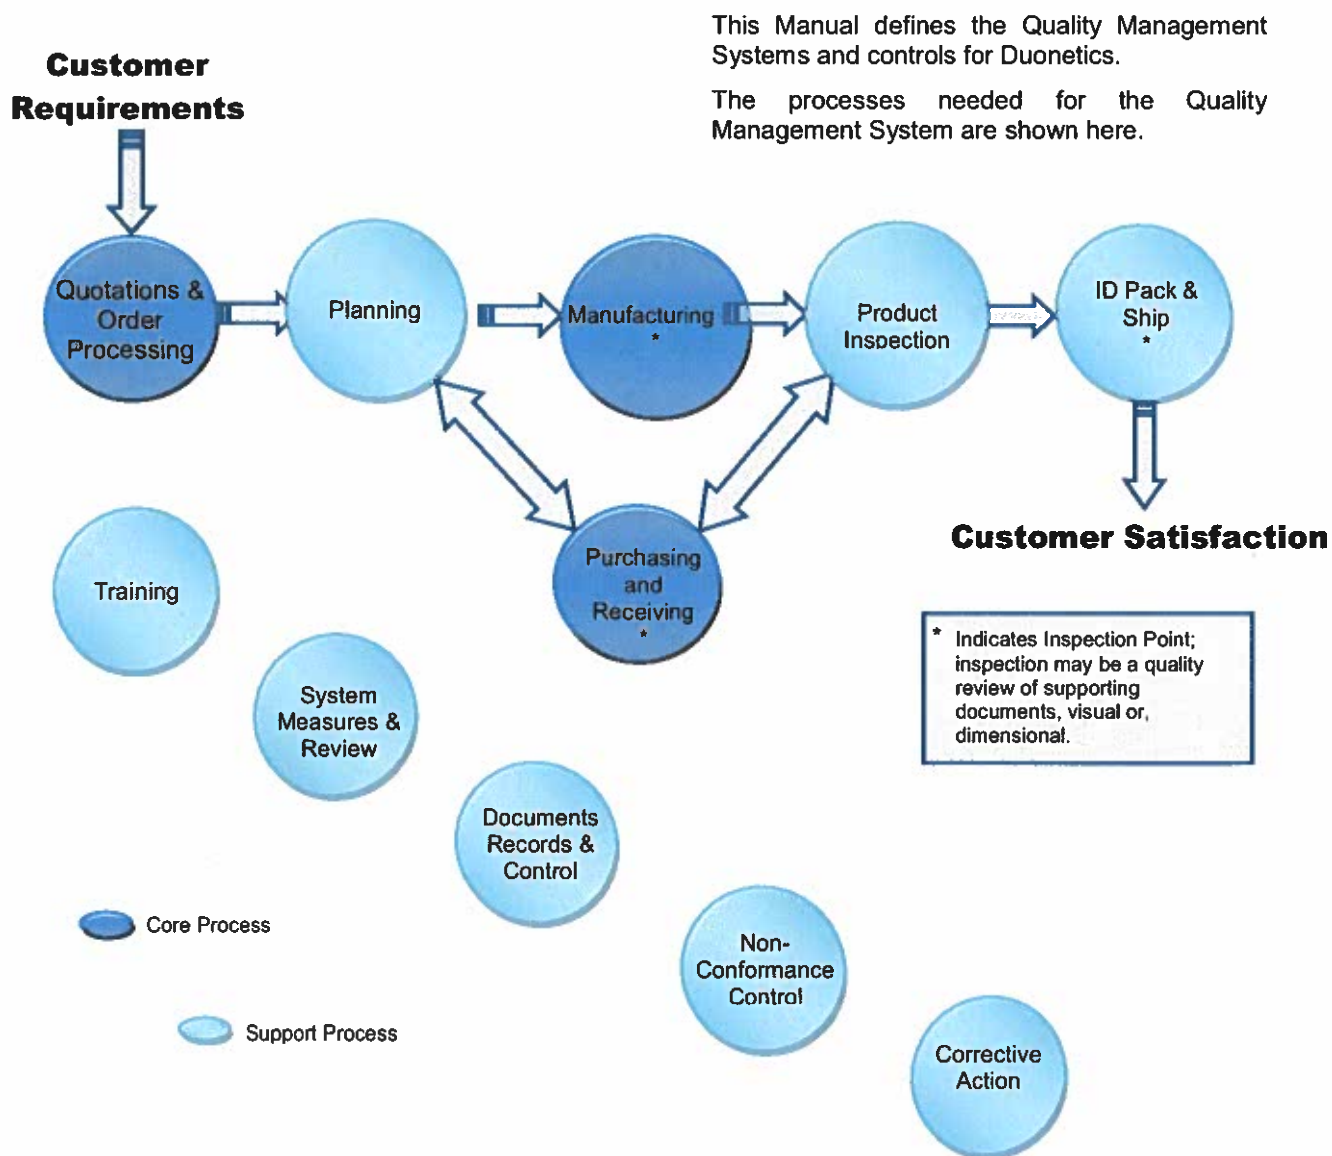 This Manual defines the Quality Management
Systems and controls for Duonetics.
The processes needed for the Quality
Management System are shown here.
Customer
Requirements
Quotations &
Order
Processing
Planning
Manufacturing
*
Product
Inspection
ID Pack &
Ship
*
Purchasing
and
Receiving
*
Customer Satisfaction
* Indicates Inspection Point;
inspection may be a quality
review of supporting
documents, visual or,
dimensional.
Training
System
Measures &
Review
Documents
Records &
Control
Non-
Conformance
Control
Corrective
Action
Core Process
Support Process